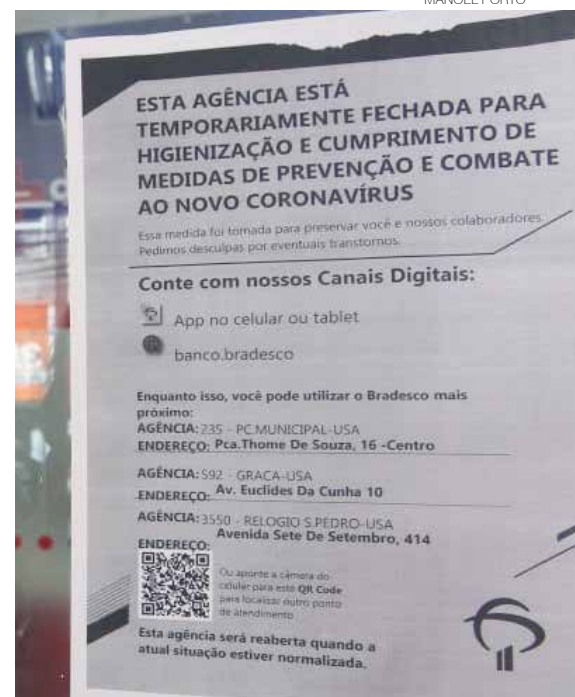 MANOEL PORTO
ESTA AGÊNCIA ESTÁ
TEMPORARIAMENTE FECHADA PARA
HIGIENIZAÇÃO E CUMPRIMENTO DE
MEDIDAS DE PREVENÇÃO E COMBATE
AO NOVO CORONAVÍRUS
Essa medida foi tomada para preservar você e nossos colaboradores.
Pedimos desculpas por eventuais transtornos.
Conte com nossos Canais Digitais:
App no celular ou tablet
banco.bradesco
Enquanto isso, você pode utilizar o Bradesco mais
próximo:
AGÊNCIA: 235 - PC.MUNICIPAL-USA
ENDEREÇO: Pca.Thome De Souza, 16 -Centro
AGÊNCIA: 592 - GRACA-USA
ENDEREÇO: Av. Euclides Da Cunha 10
AGÊNCIA: 3550 - RELOGIO S.PEDRO-USA
ENDEREÇO: Avenida Sete De Setembro, 414
Ou aponte a câmera do
celular para este QR Code
para localizar outro ponto
de atendimento
Esta agência será reaberta quando a
atual situação estiver normalizada.